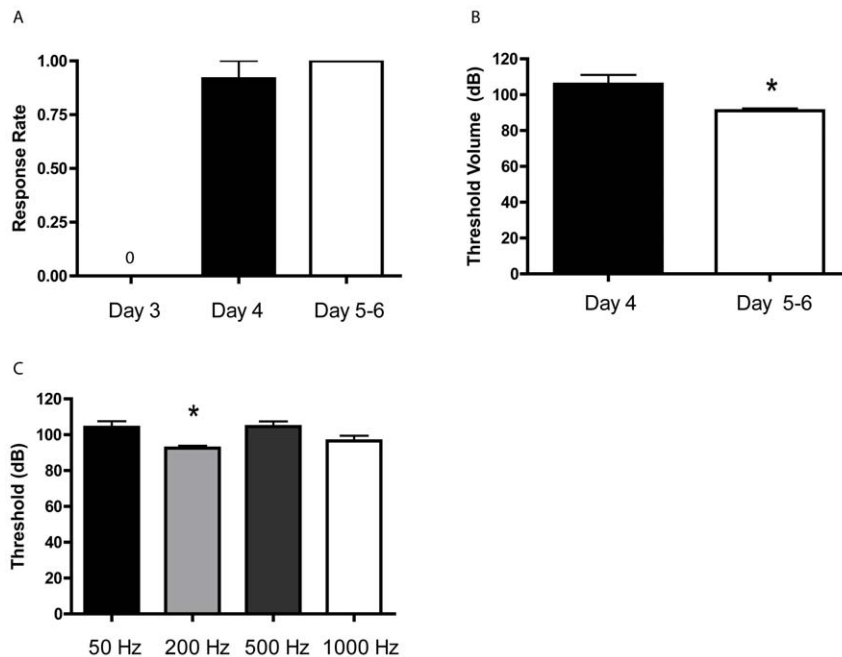 A
Response Rate
1.00
0.75
0.50
0.25
0.00
0
Day 3 Day 4 Day 5-6
B
Threshold Volume (dB)
120
100
80
60
40
20
0
*
Day 4 Day 5-6
C
Threshold (dB)
120
100
80
60
40
20
0
*
50 Hz 200 Hz 500 Hz 1000 Hz